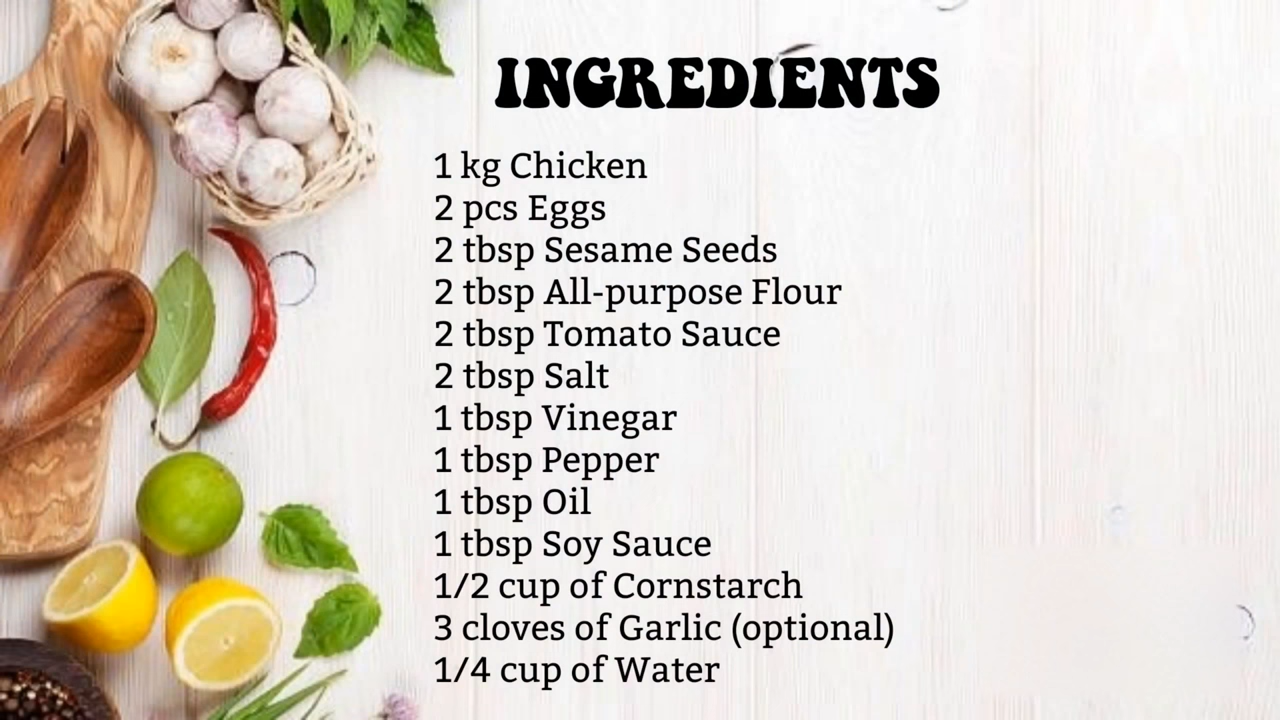 INGREDIENTS
1 kg Chicken
2 pcs Eggs
2 tbsp Sesame Seeds
2 tbsp All-purpose Flour
2 tbsp Tomato Sauce
2 tbsp Salt
1 tbsp Vinegar
1 tbsp Pepper
1 tbsp Oil
1 tbsp Soy Sauce
1/2 cup of Cornstarch
3 cloves of Garlic (optional)
1/4 cup of Water